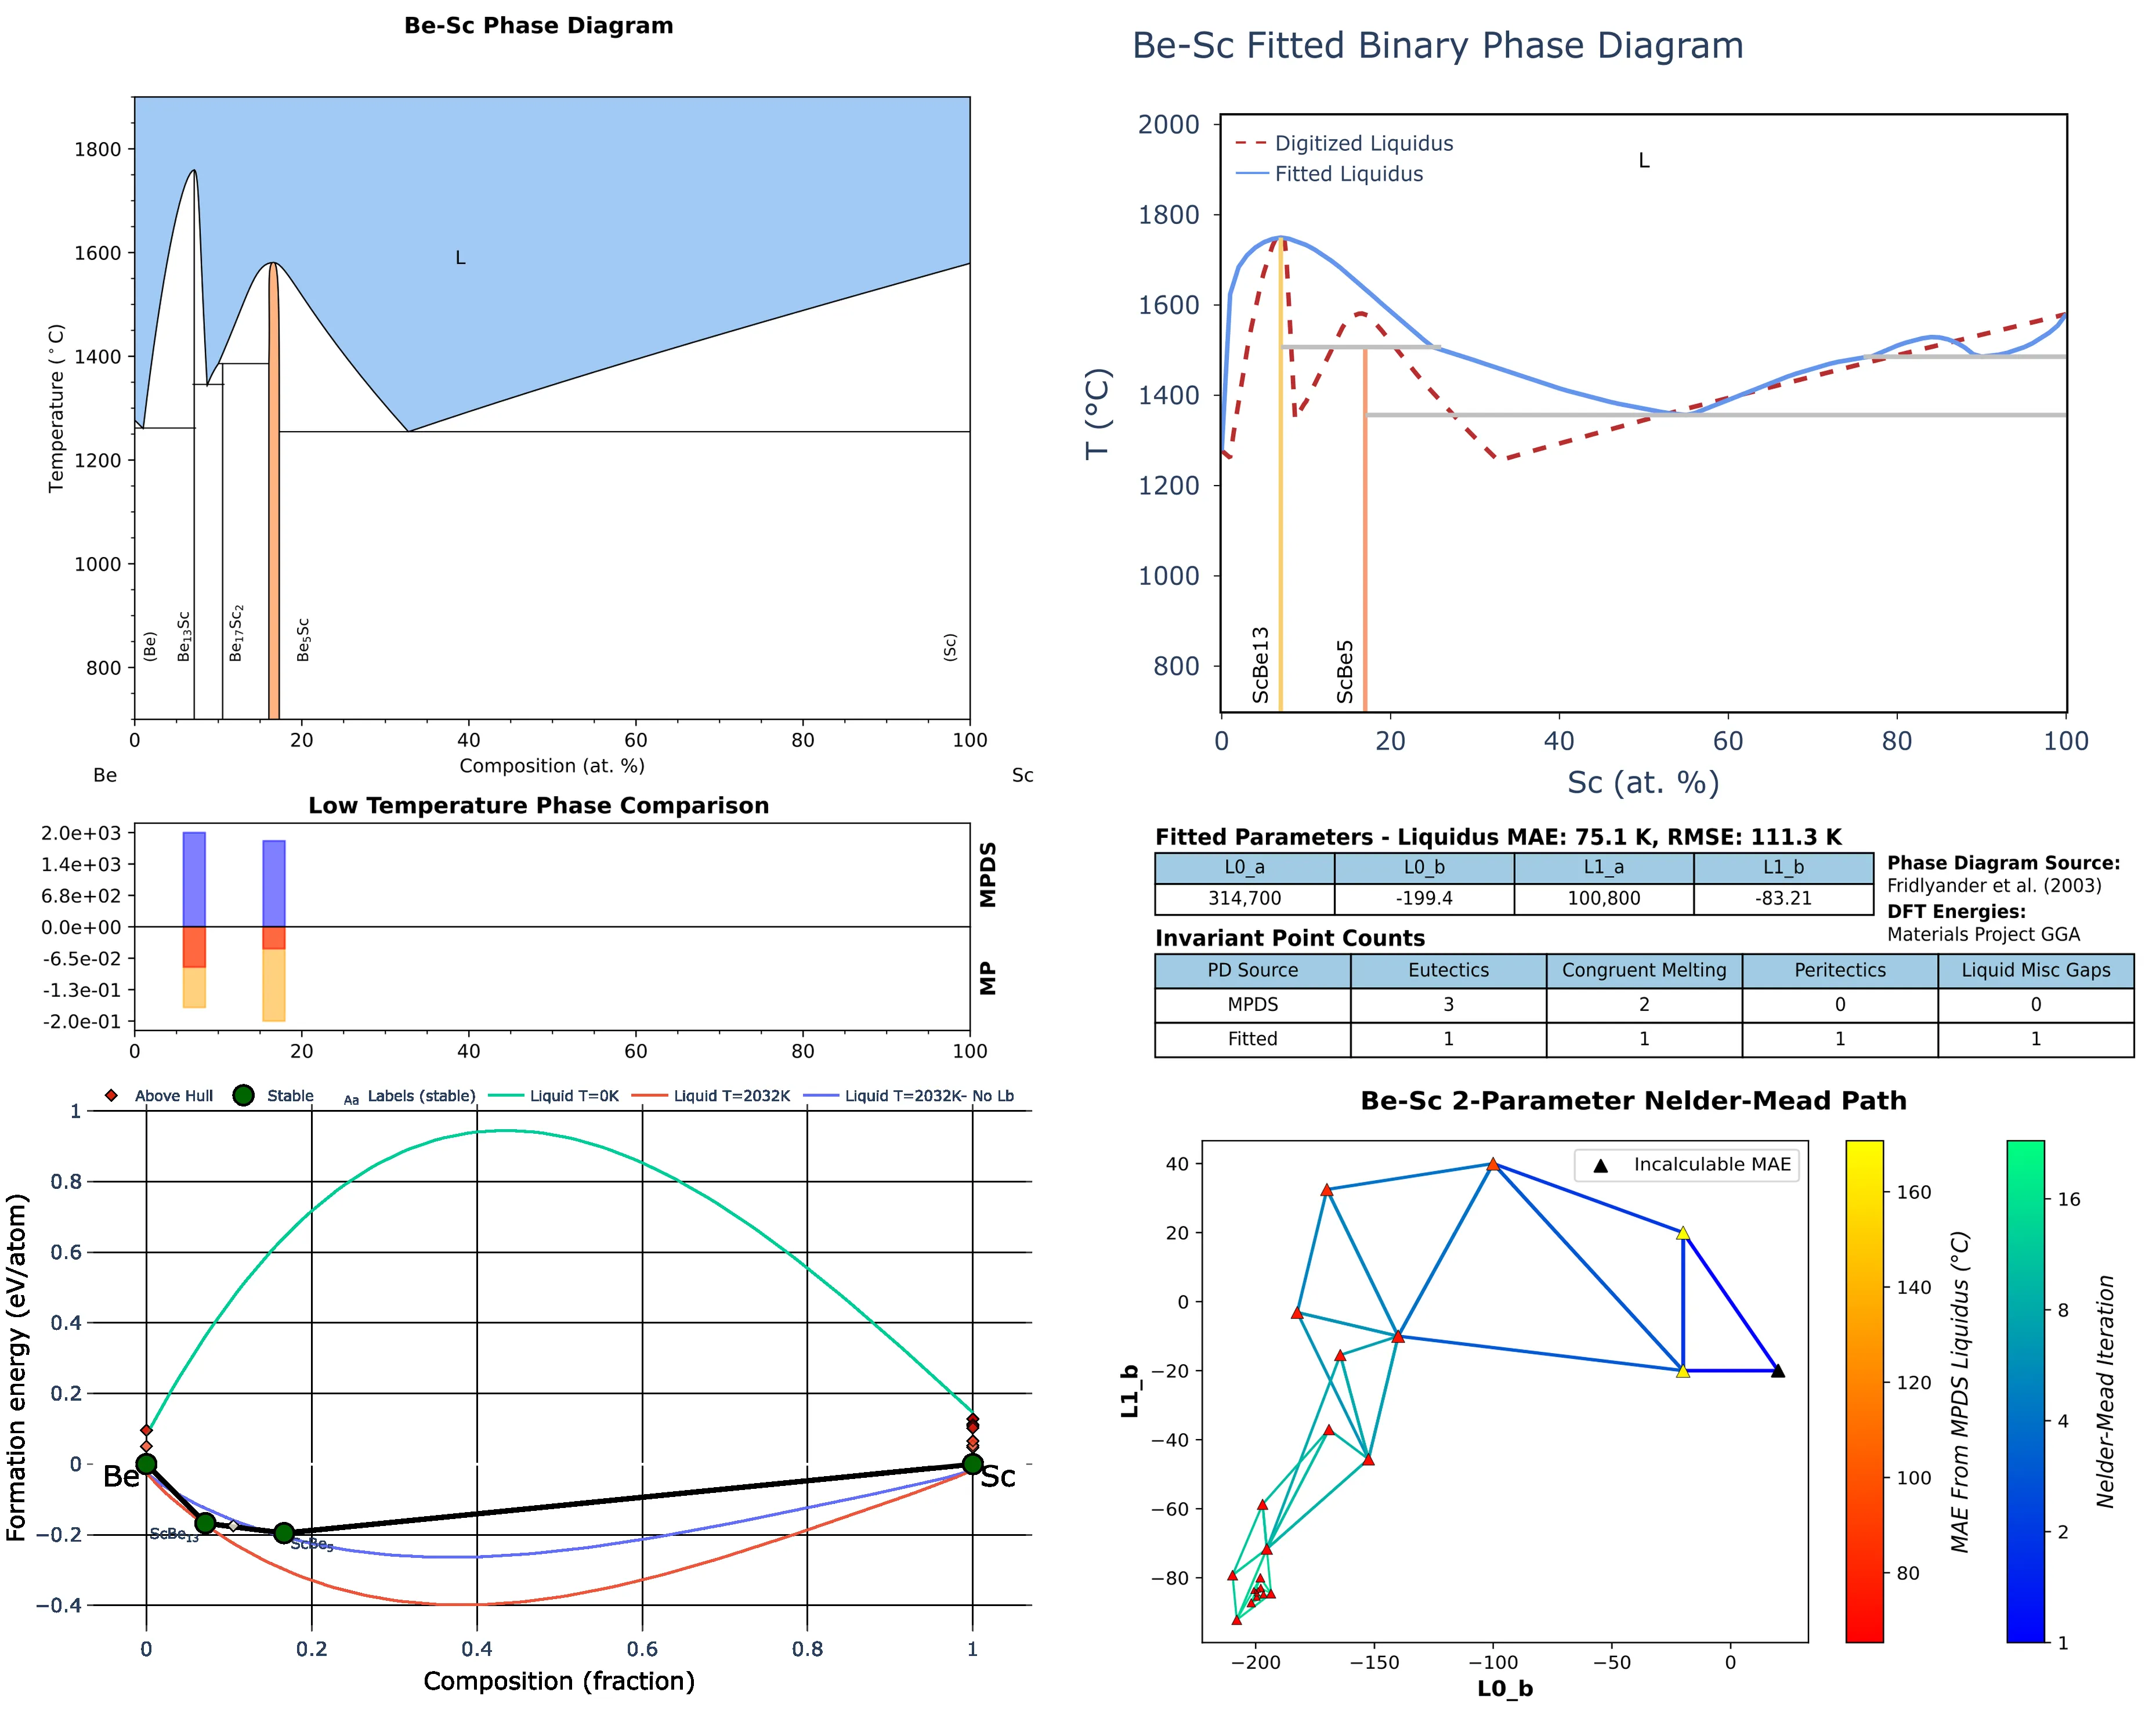 Be-Sc Phase Diagram
1800
1600
1400
1200
1000
800
Temperature (°C)
L
(Be)
Be13Sc
Be17Sc2
Be5Sc
(Sc)
0 20 40 60 80 100
Composition (at. %)
Be
Sc
Be-Sc Fitted Binary Phase Diagram
2000
1800
1600
1400
1200
1000
800
T (°C)
Digitized Liquidus
Fitted Liquidus
L
ScBe13
ScBe5
0 20 40 60 80 100
Sc (at. %)
Low Temperature Phase Comparison
2.0e+03
1.4e+03
6.8e+02
0.0e+00
-6.5e-02
-1.3e-01
-2.0e-01
MPDS
MP
0 20 40 60 80 100
Fitted Parameters - Liquidus MAE: 75.1 K, RMSE: 111.3 K
L0_a L0_b L1_a L1_b
314,700 -199.4 100,800 -83.21
Phase Diagram Source:
Fridlyander et al. (2003)
DFT Energies:
Materials Project GGA
Invariant Point Counts
PD Source Eutectics Congruent Melting Peritectics Liquid Misc Gaps
MPDS 3 2 0 0
Fitted 1 1 1 1
Above Hull Stable Aa Labels (stable) Liquid T=0K Liquid T=2032K Liquid T=2032K- No Lb
1
0.8
0.6
0.4
0.2
0
−0.2
−0.4
Formation energy (eV/atom)
Be
Sc
ScBe13
ScBe5
0 0.2 0.4 0.6 0.8 1
Composition (fraction)
Be-Sc 2-Parameter Nelder-Mead Path
Incalculable MAE
40
20
0
−20
−40
−60
−80
L1_b
−200 −150 −100 −50 0
L0_b
160
140
120
100
80
MAE From MPDS Liquidus (°C)
16
8
4
2
1
Nelder-Mead Iteration